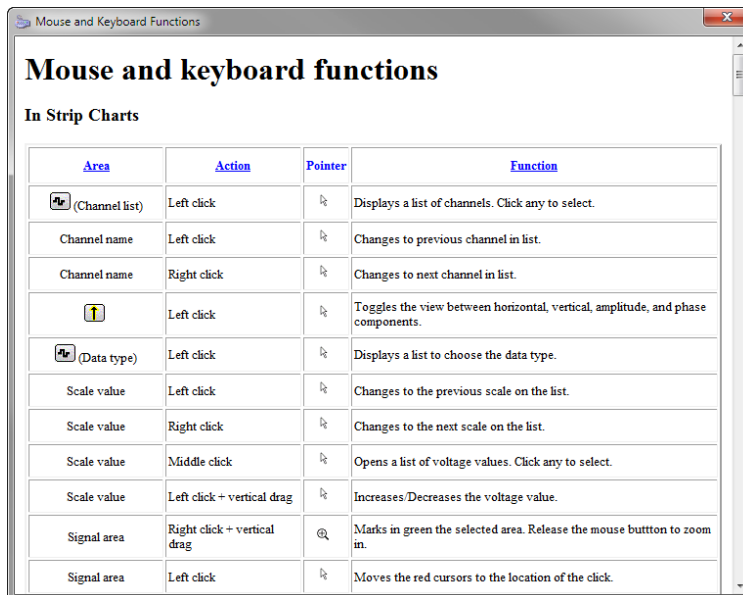 Mouse and Keyboard Functions
Mouse and keyboard functions
In Strip Charts
Area Action Pointer Function
(Channel list) Left click Displays a list of channels. Click any to select.
Channel name Left click Changes to previous channel in list.
Channel name Right click Changes to next channel in list.
Left click Toggles the view between horizontal, vertical, amplitude, and phase
components.
(Data type) Left click Displays a list to choose the data type.
Scale value Left click Changes to the previous scale on the list.
Scale value Right click Changes to the next scale on the list.
Scale value Middle click Opens a list of voltage values. Click any to select.
Scale value Left click + vertical drag Increases/Decreases the voltage value.
Signal area Right click + vertical
drag Marks in green the selected area. Release the mouse buttton to zoom
in.
Signal area Left click Moves the red cursors to the location of the click.